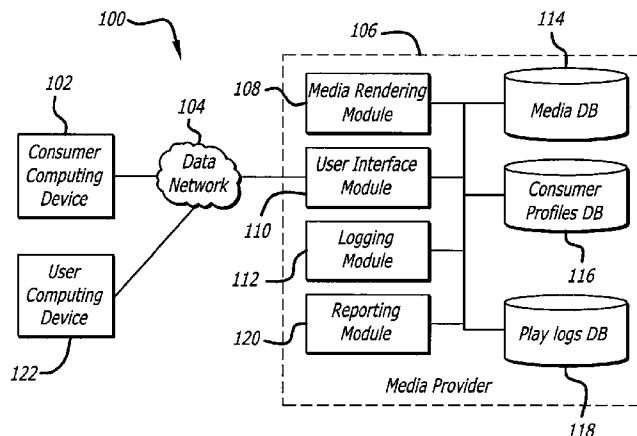 100
106
114
102
104
108
Media Rendering
Module
Media DB
Consumer
Computing
Device
Data
Network
User Interface
Module
110
Consumer
Profiles DB
116
User
Computing
Device
122
112
Logging
Module
120
Reporting
Module
Play logs DB
118
Media Provider